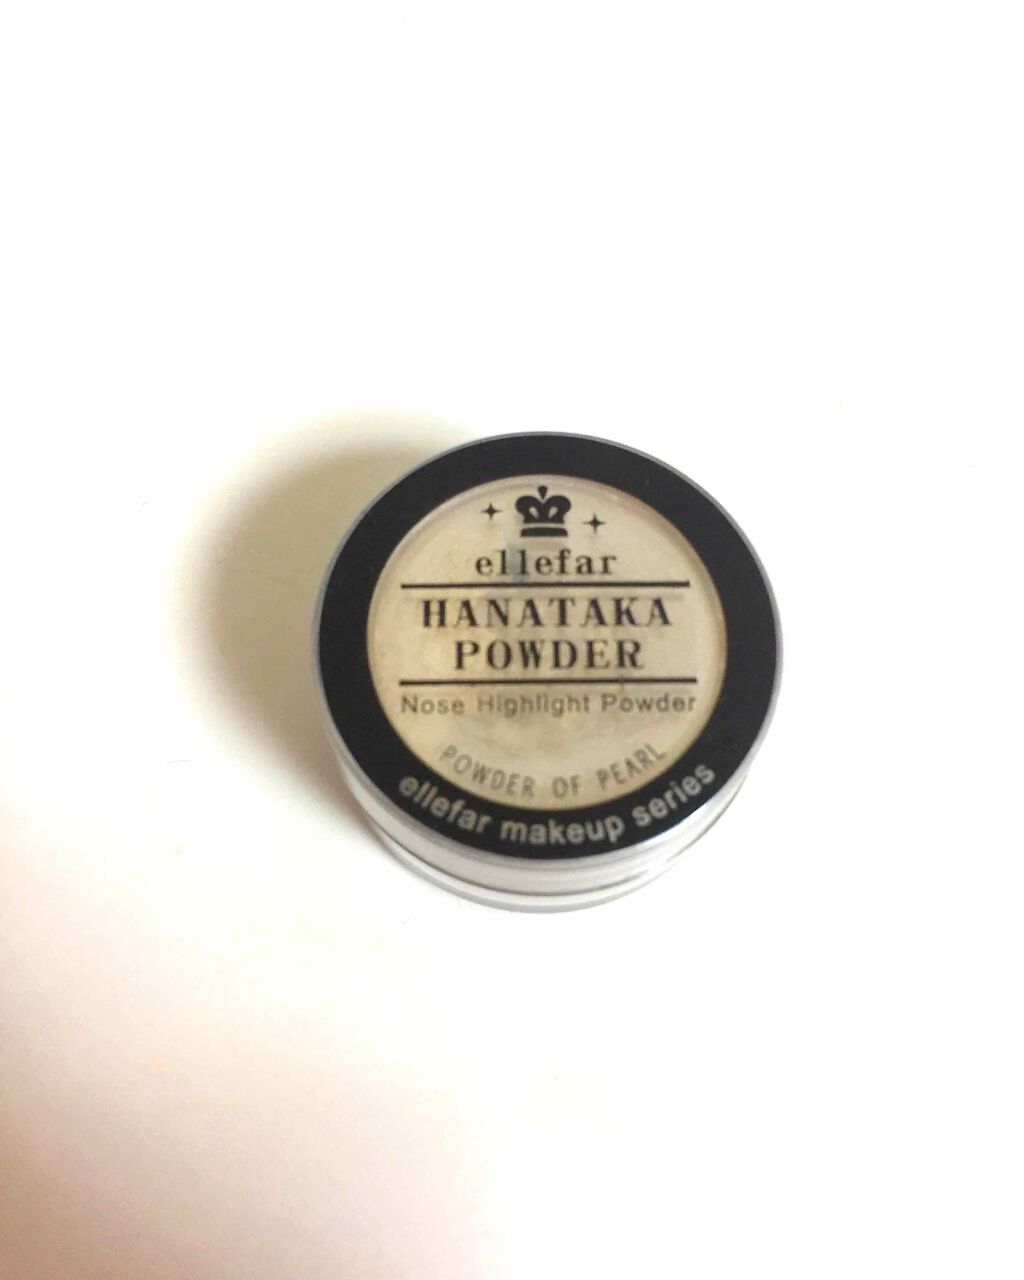 ellefar
HANATAKA
POWDER
Nose Highlight Powder
POWDER OF PEARL
ellefar makeup series